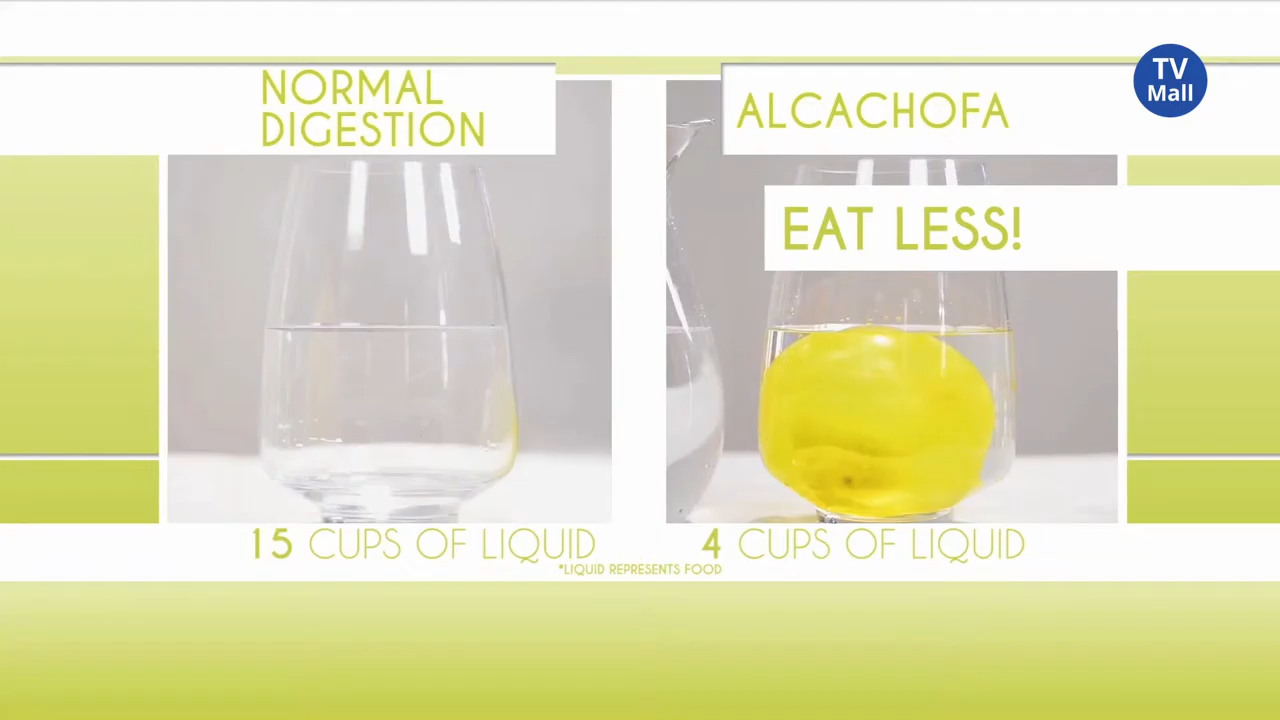 NORMAL
DIGESTION
ALCACHOFA
TV
Mall
EAT LESS!
15 CUPS OF LIQUID
4 CUPS OF LIQUID
*LIQUID REPRESENTS FOOD